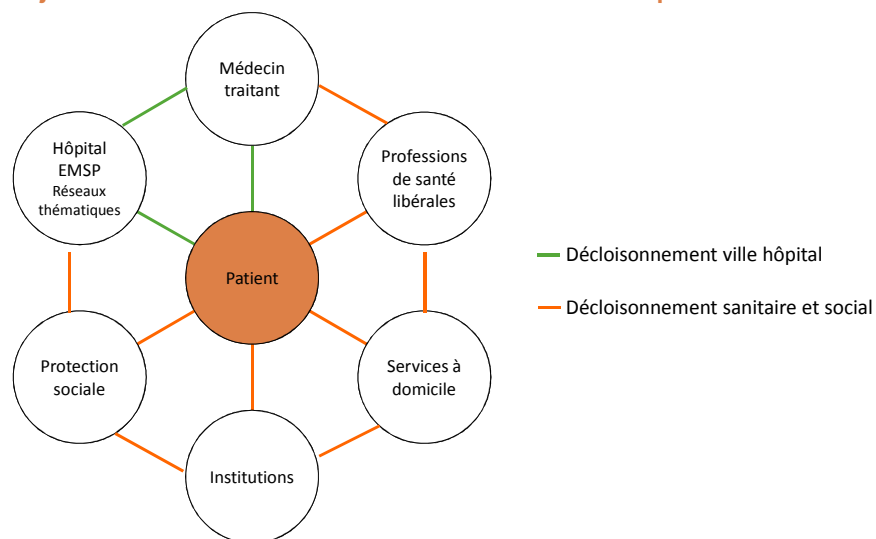 Médecin
traitant
Hôpital
EMSP
Réseaux
thématiques
Professions
de santé
libérales
Patient
Décloisonnement ville hôpital
Décloisonnement sanitaire et social
Protection
sociale
Services à
domicile
Institutions